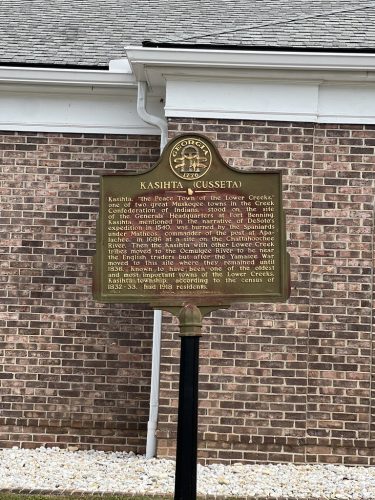 GEORGIA
1776
KASIHTA (CUSSETA)
Kasihta, "the Peace Town of the Lower Creeks,"
one of two great Muskogee towns in the Creek
Confederation of Indians, stood on the site
of the Generals' Headquarters at Fort Benning.
Kasihta, mentioned in the narrative of DeSoto's
expedition in 1540, was burned by the Spaniards
under Matheos, commander of the post at Apa-
lachee, in 1686 at a site on the Chattahoochee
River. Then the Kasihta with other Lower Creek
tribes moved to the Ocmulgee River to be near
the English traders but after the Yamasee War
moved to this site where they remained until
1836. Known to have been one of the oldest
and most important towns of the Lower Creeks,
Kasihta township, according to the census of
1832-33, had 1918 residents.